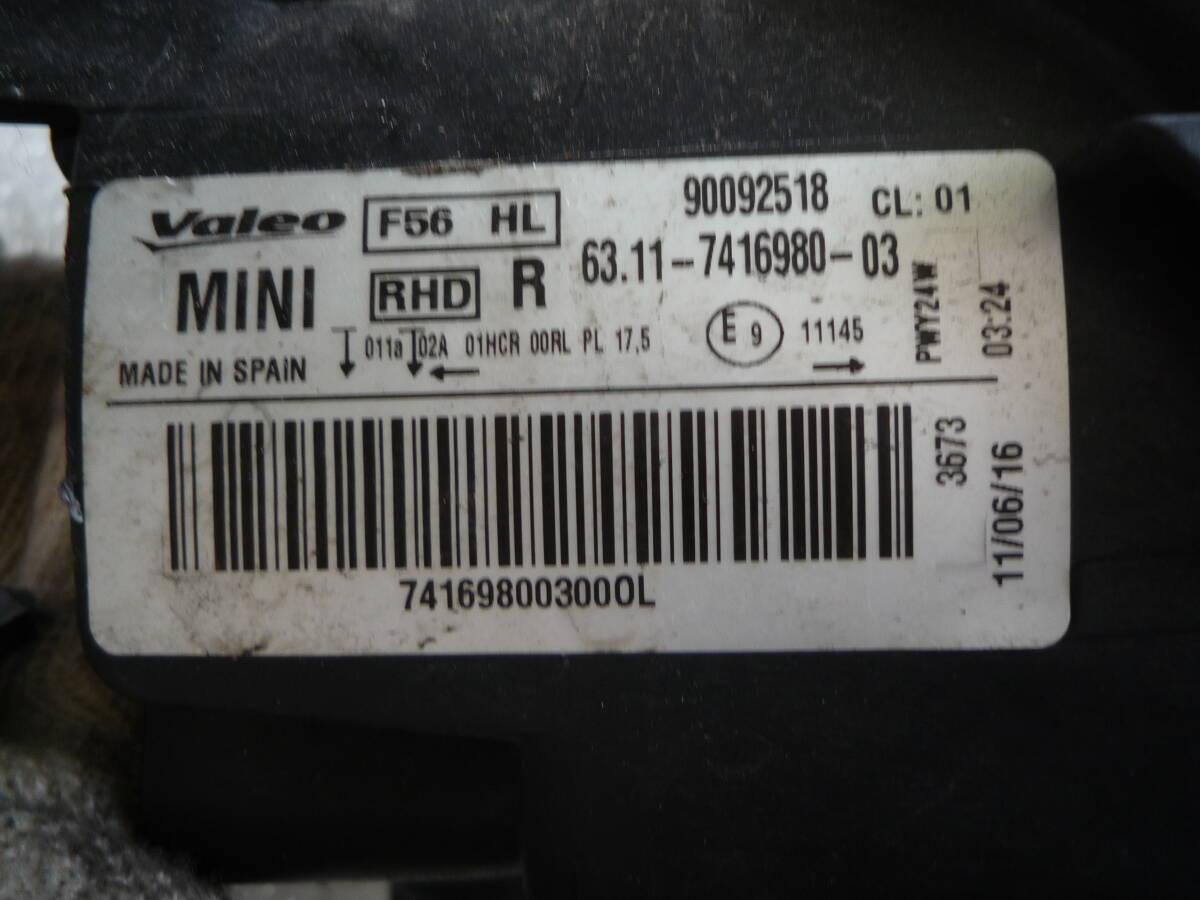 Valeo F56 HL 90092518 CL: 01
MINI RHD R 63.11-7416980-03
011a 02A 01HCR 00RL PL 17,5 E 9 11145
MADE IN SPAIN
PWY24W
03:24
3673
11/06/16
741698003000L